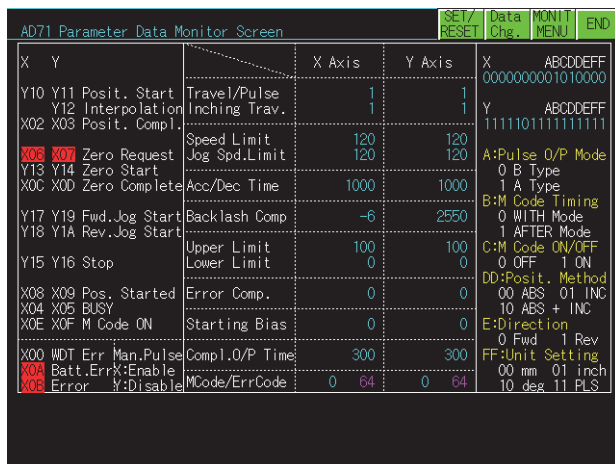 AD71 Parameter Data Monitor Screen
SET/ RESET
Data Chg.
MONIT MENU
END
X Y
X Axis Y Axis
X ABCDDEFF
0000000001010000
Y10 Y11 Posit. Start Travel/Pulse 1 1
Y12 Interpolation Inching Trav. 1 1
Y ABCDDEFF
X02 X03 Posit. Compl.
1111101111111111
Speed Limit 120 120
X06 X07 Zero Request Jog Spd.Limit 120 120 A:Pulse O/P Mode
Y13 Y14 Zero Start 0 B Type
X0C X0D Zero Complete Acc/Dec Time 1000 1000 1 A Type
B:M Code Timing
Y17 Y19 Fwd.Jog Start Backlash Comp -6 2550 0 WITH Mode
Y18 Y1A Rev.Jog Start 1 AFTER Mode
Upper Limit 100 100 C:M Code ON/OFF
Y15 Y16 Stop Lower Limit 0 0 0 OFF 1 ON
DD:Posit. Method
X08 X09 Pos. Started Error Comp. 0 0 00 ABS 01 INC
X04 X05 BUSY 10 ABS + INC
X0E X0F M Code ON Starting Bias 0 0 E:Direction
0 Fwd 1 Rev
X00 WDT Err Man.Pulse Compl.O/P Time 300 300 FF:Unit Setting
X0A Batt.Err X:Enable 00 mm 01 inch
X0B Error Y:Disable MCode/ErrCode 0 64 0 64 10 deg 11 PLS